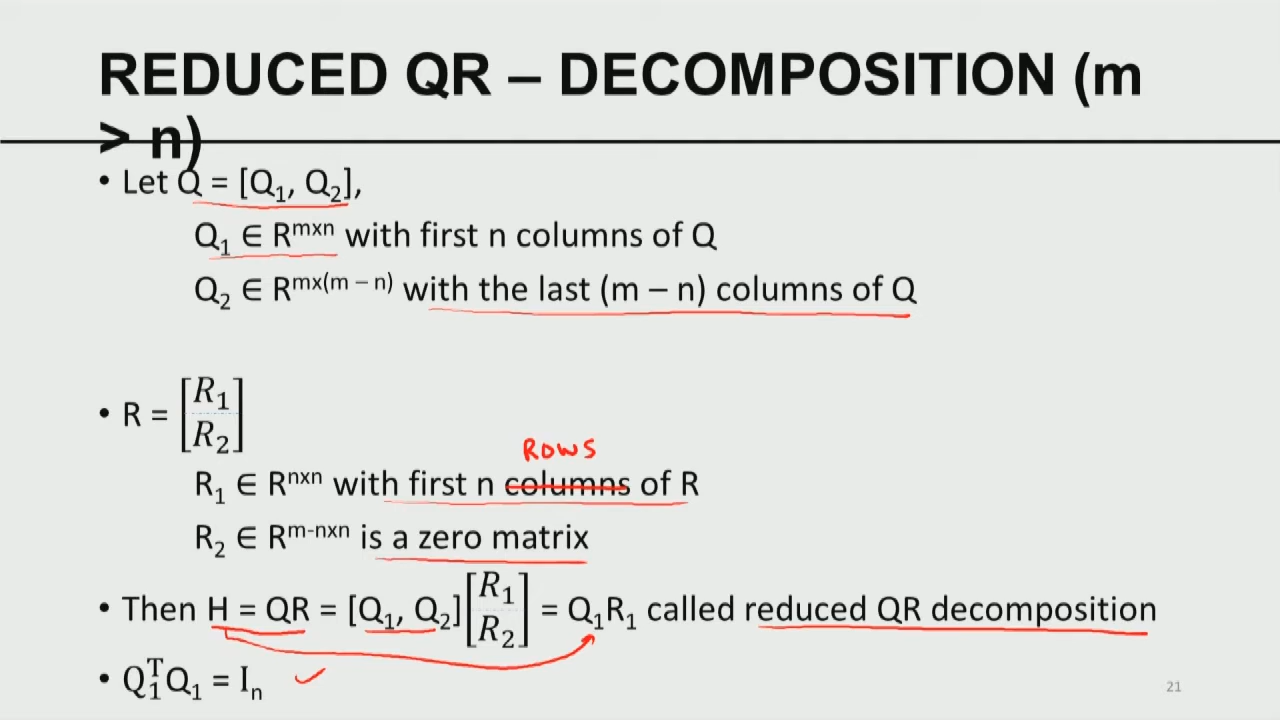 REDUCED QR – DECOMPOSITION (m
> n)
• Let Q = [Q₁, Q₂],
Q₁ ∈ Rᵐˣⁿ with first n columns of Q
Q₂ ∈ Rᵐˣ⁽ᵐ ⁻ ⁿ⁾ with the last (m – n) columns of Q
• R = [R₁ R₂]
ROWS
R₁ ∈ Rⁿˣⁿ with first n columns of R
R₂ ∈ Rᵐ⁻ⁿˣⁿ is a zero matrix
• Then H = QR = [Q₁, Q₂][R₁ R₂] = Q₁R₁ called reduced QR decomposition
• Q₁ᵀQ₁ = Iₙ ✓
21